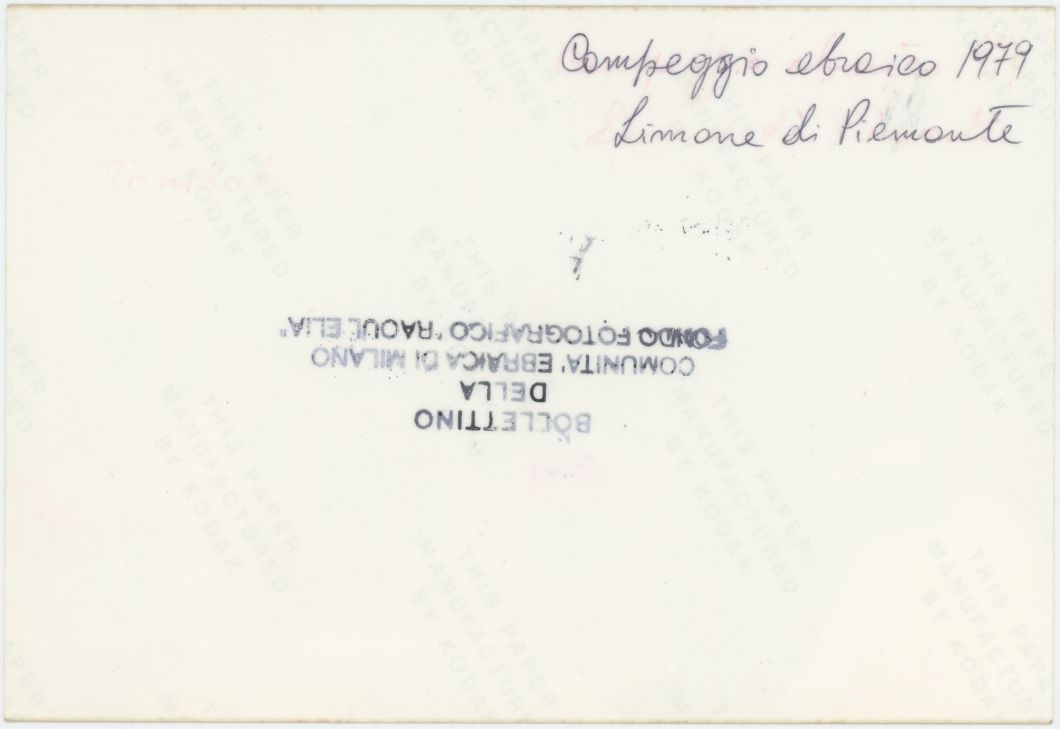 Campeggio ebraico 1979
Limone di Piemonte
BOLLETTINO
DELLA
COMUNITA' EBRAICA DI MILANO
FONDO FOTOGRAFICO "RAOUL ELIA"
THIS PAPER
MANUFACTURED
BY KODAK